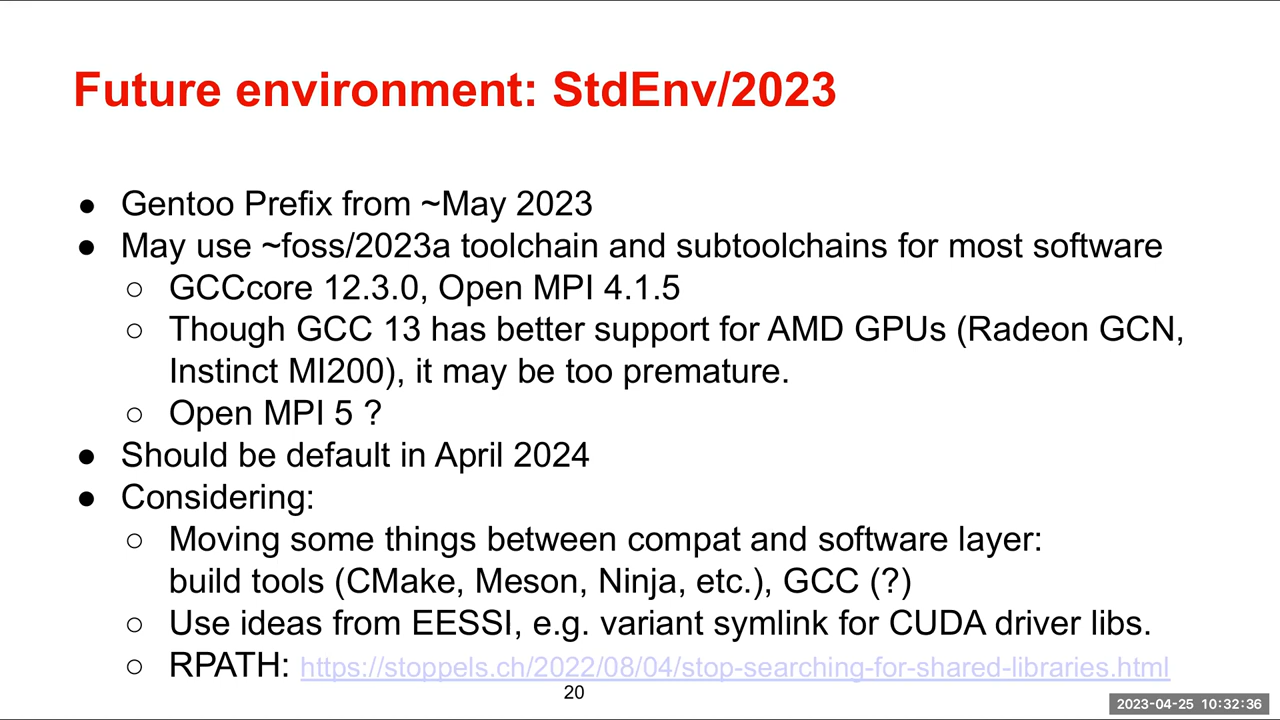 Future environment: StdEnv/2023
● Gentoo Prefix from ~May 2023
● May use ~foss/2023a toolchain and subtoolchains for most software
○ GCCcore 12.3.0, Open MPI 4.1.5
○ Though GCC 13 has better support for AMD GPUs (Radeon GCN,
Instinct MI200), it may be too premature.
○ Open MPI 5 ?
● Should be default in April 2024
● Considering:
○ Moving some things between compat and software layer:
build tools (CMake, Meson, Ninja, etc.), GCC (?)
○ Use ideas from EESSI, e.g. variant symlink for CUDA driver libs.
○ RPATH: https://stoppels.ch/2022/08/04/stop-searching-for-shared-libraries.html
20
2023-04-25 10:32:36